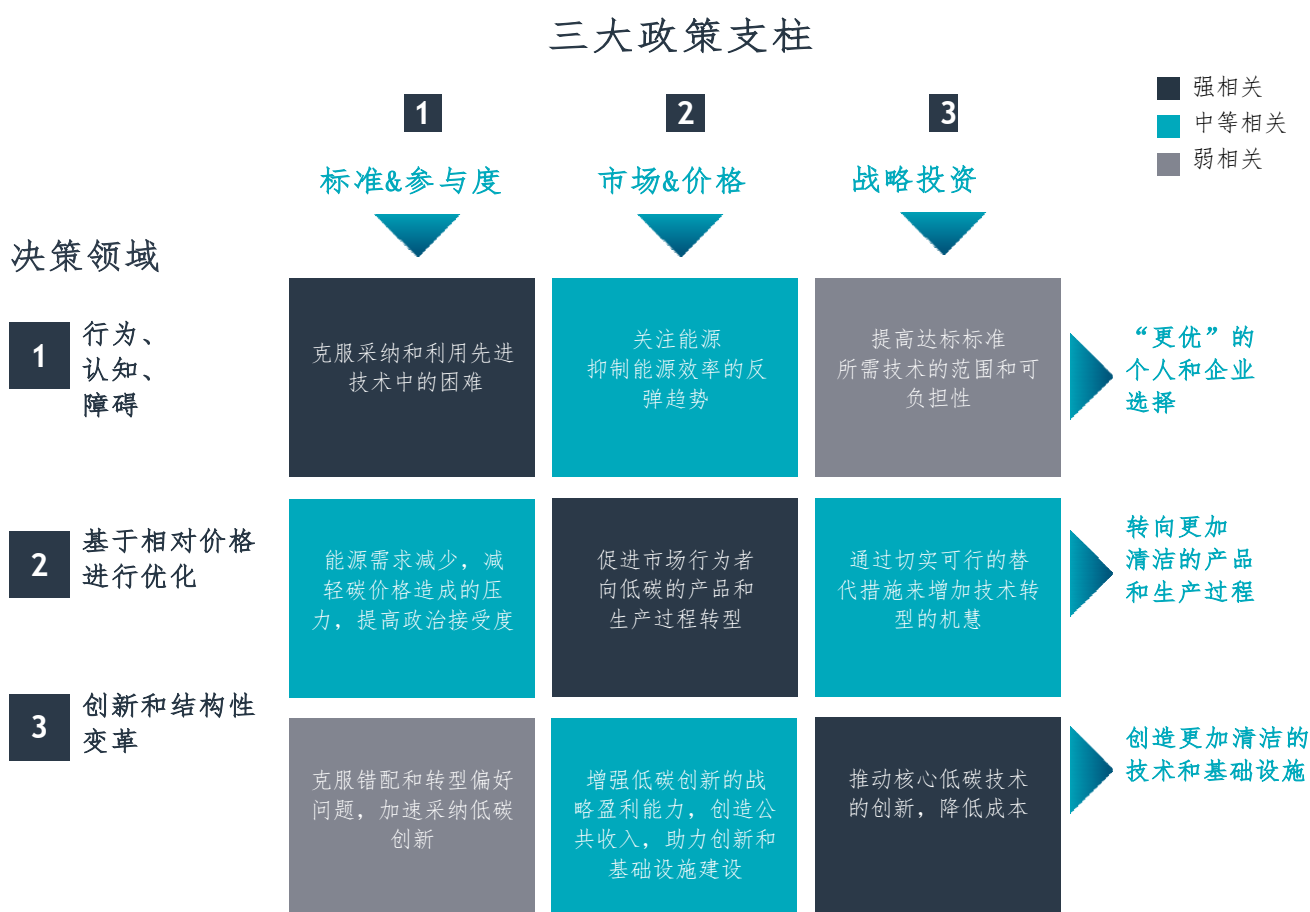 三大政策支柱
强相关
中等相关
弱相关
1
2
3
标准&参与度
市场&价格
战略投资
决策领域
1
行为、
认知、
障碍
克服采纳和利用先进
技术中的困难
关注能源
抑制能源效率的反
弹趋势
提高达标标准
所需技术的范围和可
负担性
“更优”的
个人和企业
选择
2
基于相对价格
进行优化
能源需求减少，减
轻碳价格造成的压
力，提高政治接受度
促进市场行为者
向低碳的产品和
生产过程转型
通过切实可行的替
代措施来增加技术转
型的机慧
转向更加
清洁的产品
和生产过程
3
创新和结构性
变革
克服错配和转型偏好
问题，加速采纳低碳
创新
增强低碳创新的战
略盈利能力，创造公
共收入，助力创新和
基础设施建设
推动核心低碳技术
的创新，降低成本
创造更加清洁的
技术和基础设施